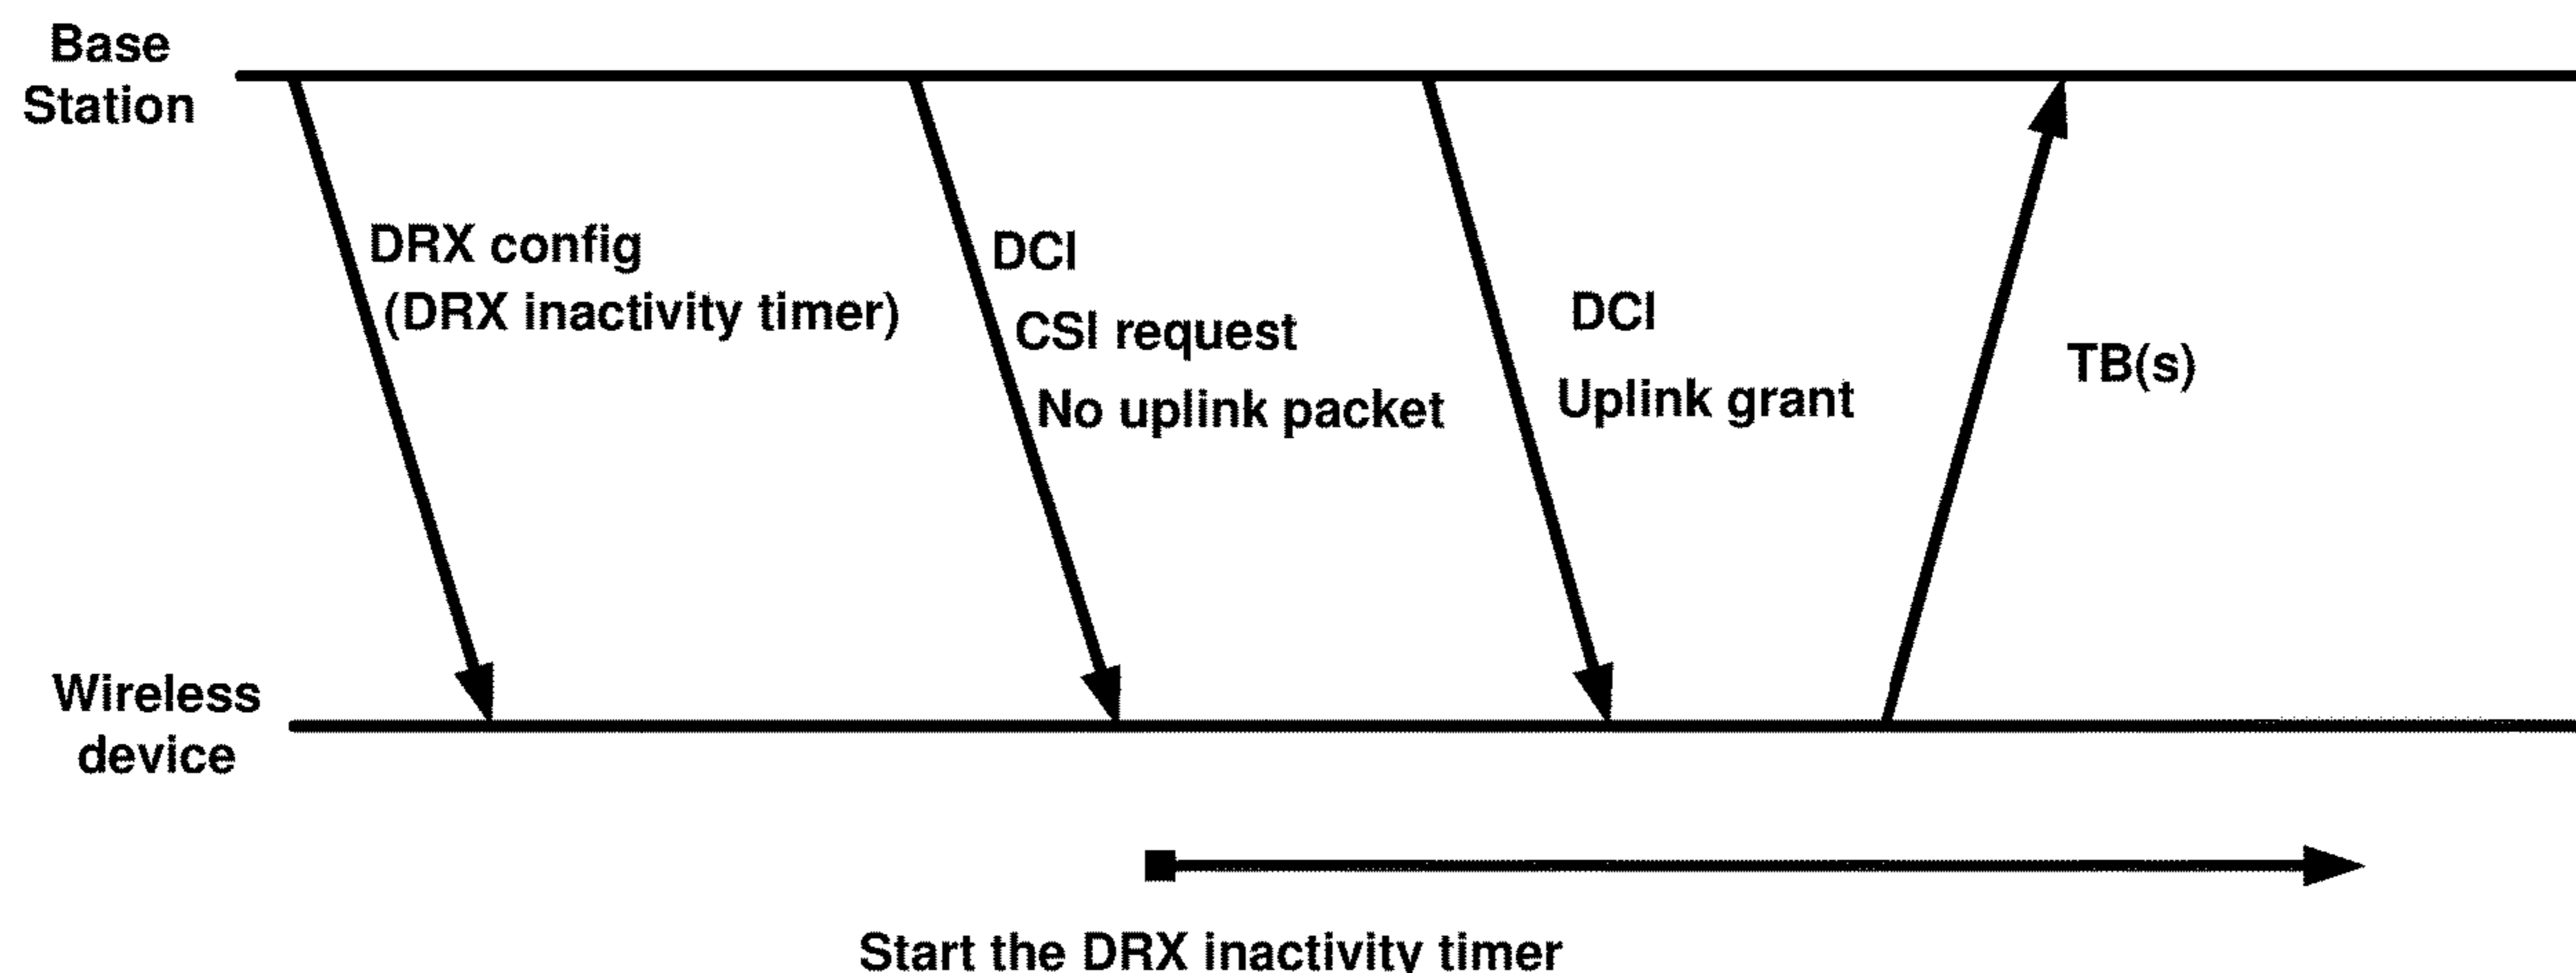 Base
Station
DRX config
(DRX inactivity timer)
DCI
CSI request
No uplink packet
DCI
Uplink grant
TB(s)
Wireless
device
Start the DRX inactivity timer